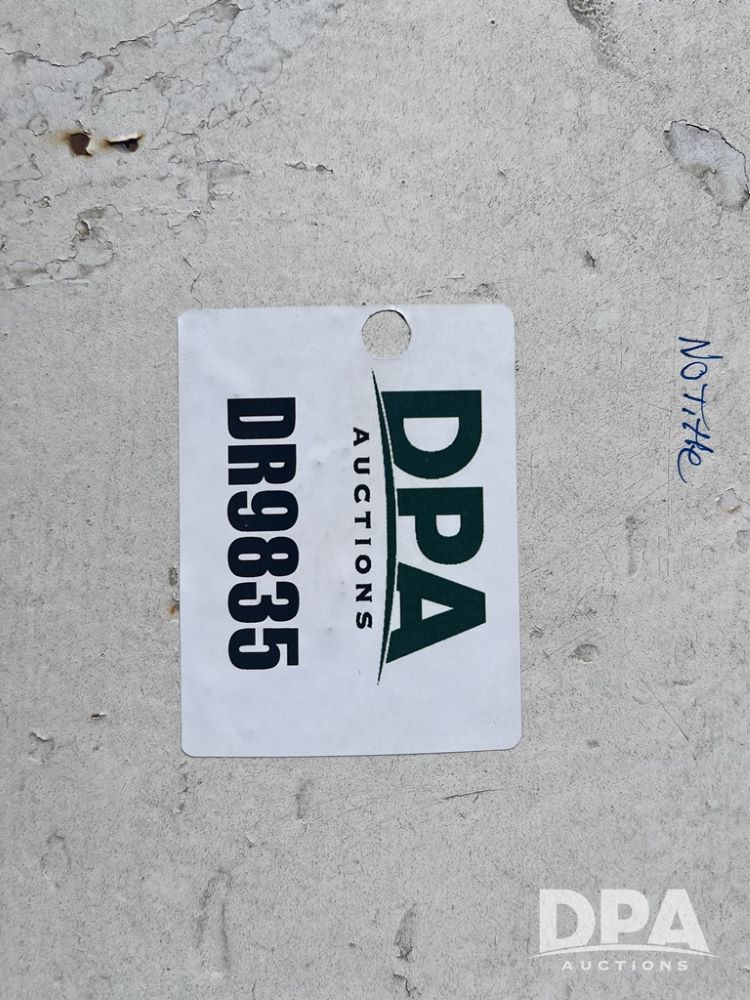 No Title
DPA
AUCTIONS
DR9835
DPA
AUCTIONS